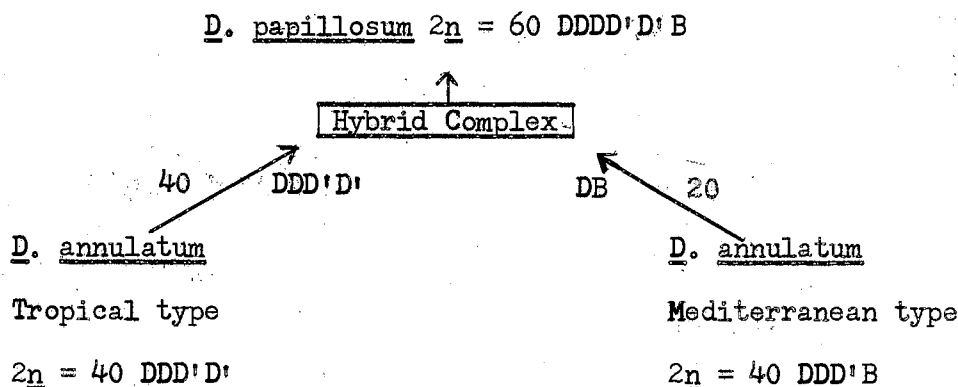 D. papillosum 2n = 60 DDDD'D'B
Hybrid Complex
40 DDD'D' DB 20
D. annulatum D. annulatum
Tropical type Mediterranean type
2n = 40 DDD'D' 2n = 40 DDD'B